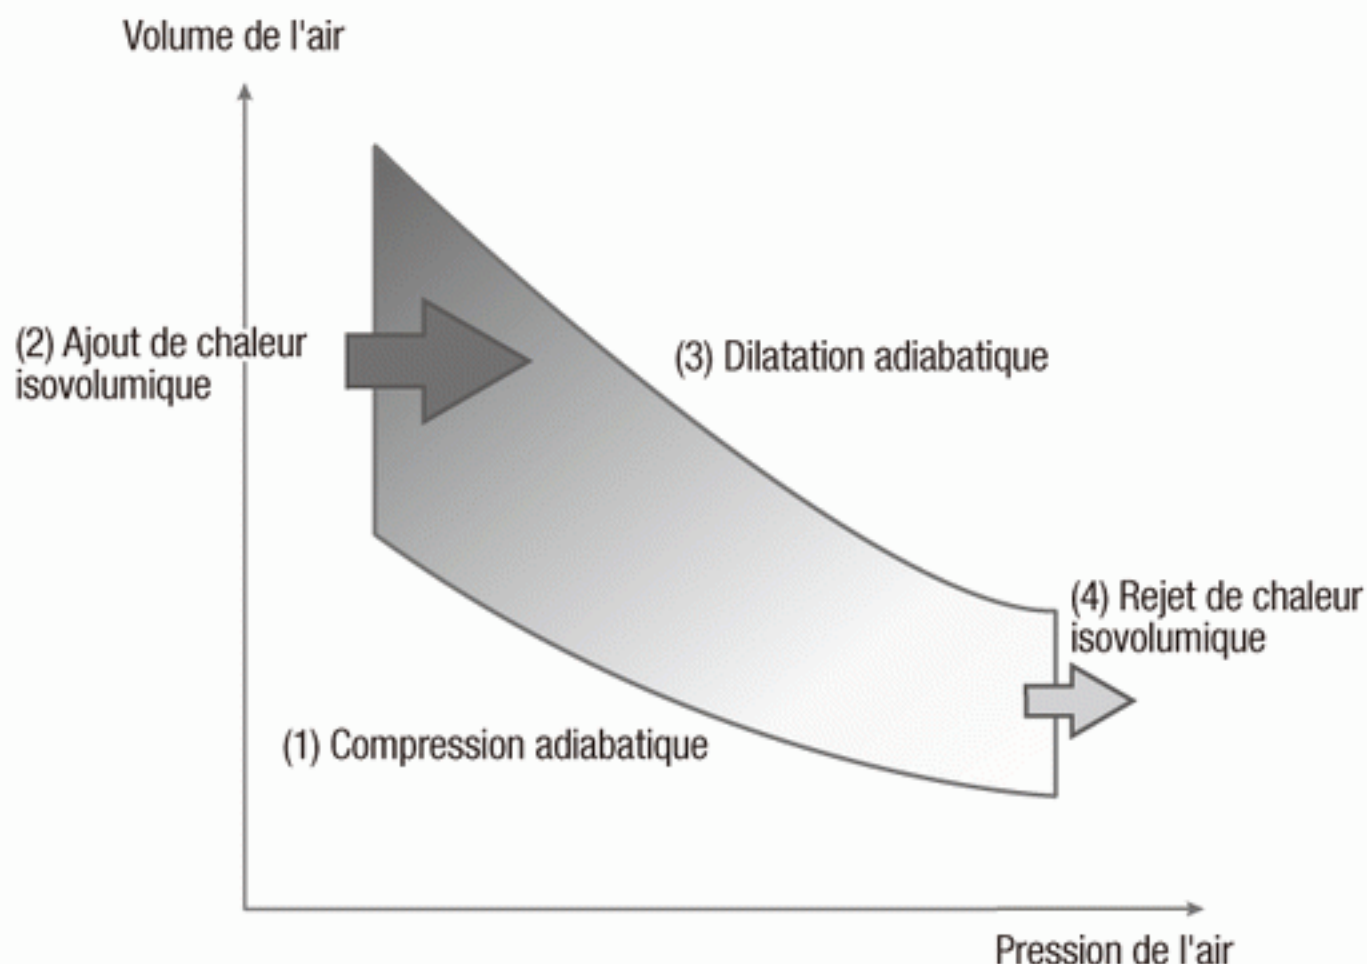 Volume de l'air
(2) Ajout de chaleur
isovolumique
(3) Dilatation adiabatique
(4) Rejet de chaleur
isovolumique
(1) Compression adiabatique
Pression de l'air